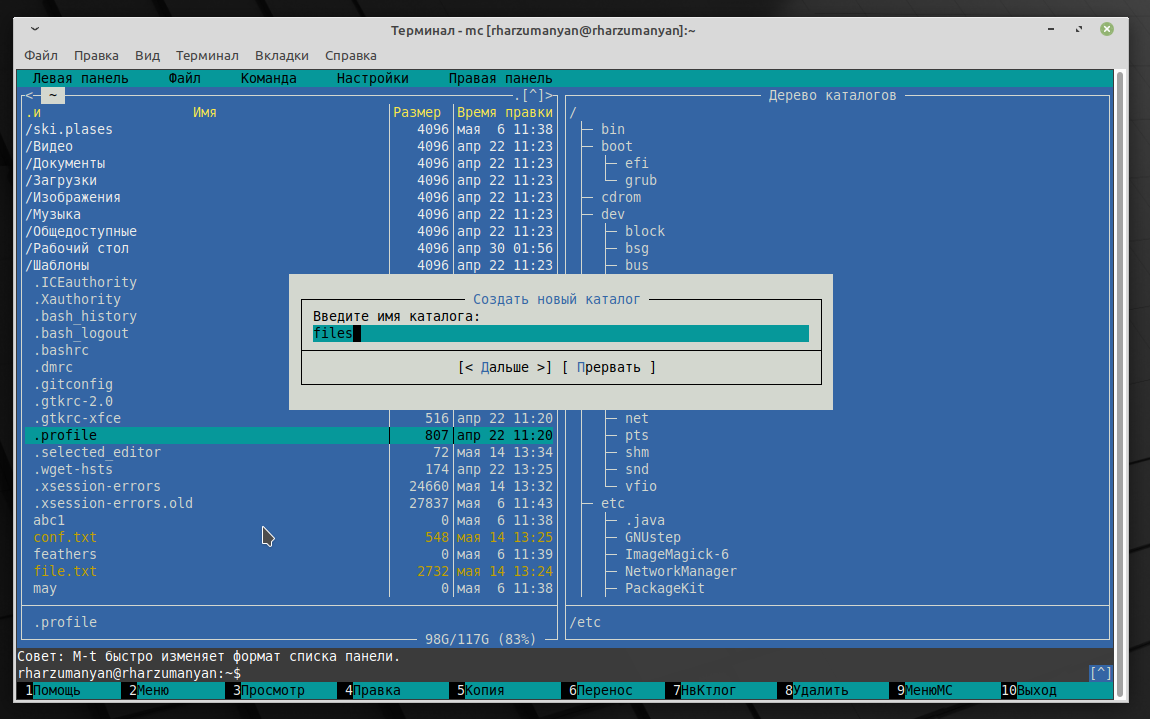 Терминал - mc [rharzumanyan@rharzumanyan]:~
Файл Правка Вид Терминал Вкладки Справка
Левая панель Файл Команда Настройки Правая панель
<─ ~ .[^]> Дерево каталогов
.и Имя Размер Время правки /
/ski.plases 4096 мая 6 11:38 bin
/Видео 4096 апр 22 11:23 boot
/Документы 4096 апр 22 11:23 efi
/Загрузки 4096 апр 22 11:23 grub
/Изображения 4096 апр 22 11:23 cdrom
/Музыка 4096 апр 22 11:23 dev
/Общедоступные 4096 апр 22 11:23 block
/Рабочий стол 4096 апр 30 01:56 bsg
/Шаблоны 4096 апр 22 11:23 bus
.ICEauthority
.Xauthority Создать новый каталог
.bash_history Введите имя каталога:
.bash_logout files
.bashrc
.dmrc [< Дальше >] [ Прервать ]
.gitconfig
.gtkrc-2.0
.gtkrc-xfce 516 апр 22 11:20 net
.profile 807 апр 22 11:20 pts
.selected_editor 72 мая 14 13:34 shm
.wget-hsts 174 апр 22 13:25 snd
.xsession-errors 24660 мая 14 13:32 vfio
.xsession-errors.old 27837 мая 6 11:43 etc
abc1 0 мая 6 11:38 .java
conf.txt 548 мая 14 13:25 GNUstep
feathers 0 мая 6 11:39 ImageMagick-6
file.txt 2732 мая 14 13:24 NetworkManager
may 0 мая 6 11:38 PackageKit
.profile /etc
98G/117G (83%)
Совет: M-t быстро изменяет формат списка панели.
rharzumanyan@rharzumanyan:~$ [^]
1Помощь 2Меню 3Просмотр 4Правка 5Копия 6Перенос 7НвКтлог 8Удалить 9МенюMC 10Выход